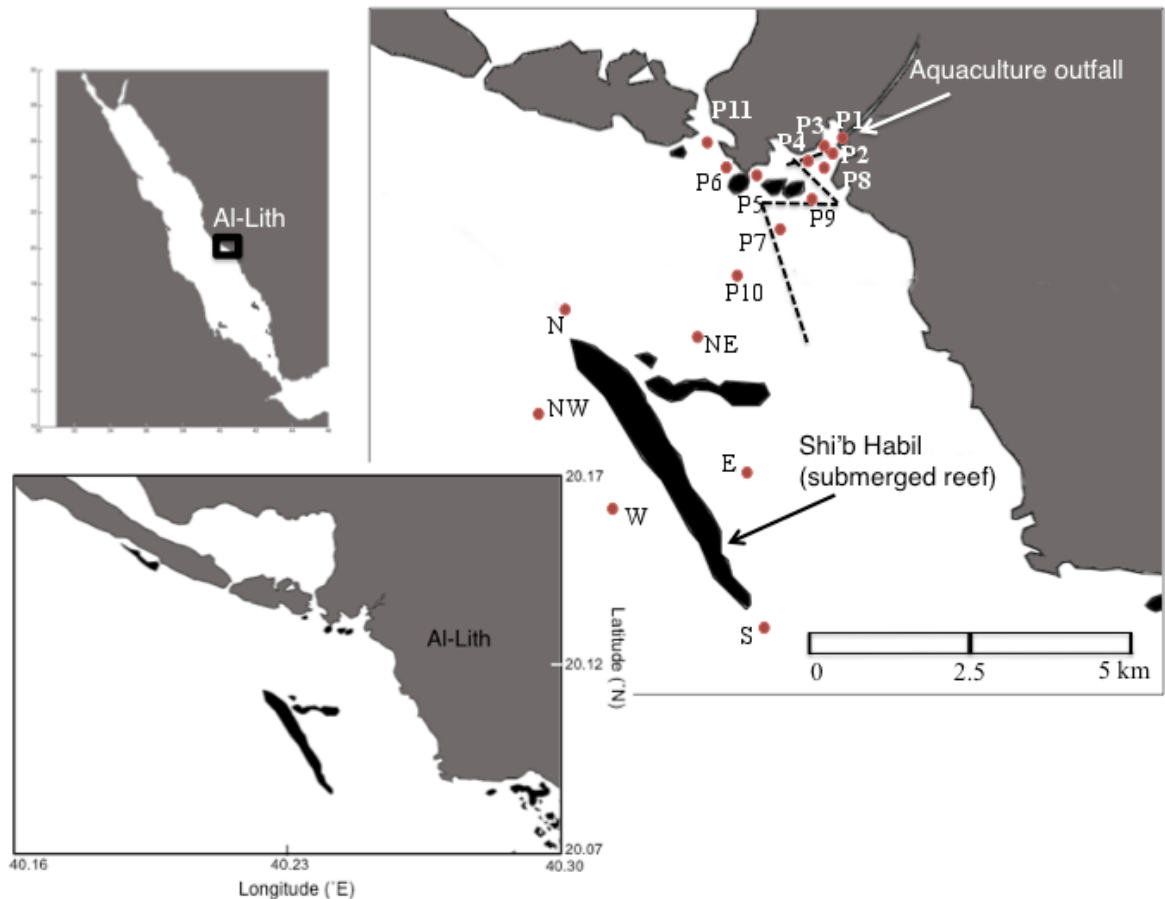 Al-Lith
Aquaculture outfall
P11
P3
P1
P4
P2
P6
P8
P5
P9
P7
P10
N
NE
NW
E
Shi'b Habil
(submerged reef)
W
S
0
2.5
5 km
Al-Lith
20.17
20.12
20.07
Latitude (˚N)
40.16
40.23
40.30
Longitude (˚E)